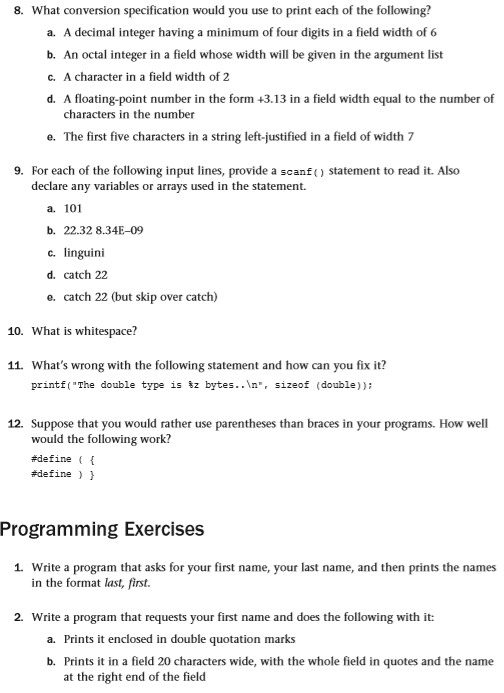 8. What conversion specification would you use to print each of the following?
a. A decimal integer having a minimum of four digits in a field width of 6
b. An octal integer in a field whose width will be given in the argument list
c. A character in a field width of 2
d. A floating-point number in the form +3.13 in a field width equal to the number of
characters in the number
e. The first five characters in a string left-justified in a field of width 7
9. For each of the following input lines, provide a scanf() statement to read it. Also
declare any variables or arrays used in the statement.
a. 101
b. 22.32 8.34E–09
c. linguini
d. catch 22
e. catch 22 (but skip over catch)
10. What is whitespace?
11. What's wrong with the following statement and how can you fix it?
printf("The double type is %z bytes..\n", sizeof (double));
12. Suppose that you would rather use parentheses than braces in your programs. How well
would the following work?
#define ( {
#define ) }
Programming Exercises
1. Write a program that asks for your first name, your last name, and then prints the names
in the format last, first.
2. Write a program that requests your first name and does the following with it:
a. Prints it enclosed in double quotation marks
b. Prints it in a field 20 characters wide, with the whole field in quotes and the name
at the right end of the field